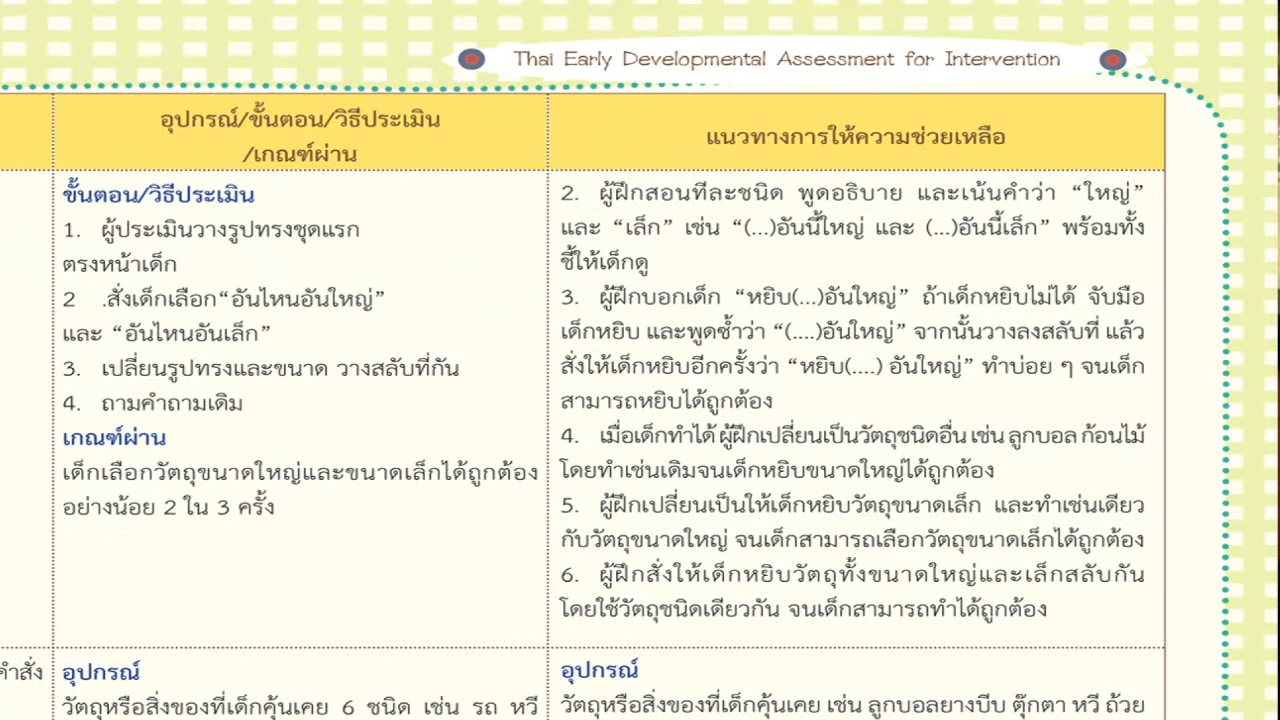 Thai Early Developmental Assessment for Intervention
อุปกรณ์/ขั้นตอน/วิธีประเมิน
/เกณฑ์ผ่าน
แนวทางการให้ความช่วยเหลือ
ขั้นตอน/วิธีประเมิน
1. ผู้ประเมินวางรูปทรงชุดแรก
ตรงหน้าเด็ก
2 .สั่งเด็กเลือก“อันไหนอันใหญ่”
และ “อันไหนอันเล็ก”
3. เปลี่ยนรูปทรงและขนาด วางสลับที่กัน
4. ถามคำถามเดิม
เกณฑ์ผ่าน
เด็กเลือกวัตถุขนาดใหญ่และขนาดเล็กได้ถูกต้อง
อย่างน้อย 2 ใน 3 ครั้ง
2. ผู้ฝึกสอนทีละชนิด พูดอธิบาย และเน้นคำว่า “ใหญ่”
และ “เล็ก” เช่น “(...)อันนี้ใหญ่ และ (...)อันนี้เล็ก” พร้อมทั้ง
ชี้ให้เด็กดู
3. ผู้ฝึกบอกเด็ก “หยิบ(...)อันใหญ่” ถ้าเด็กหยิบไม่ได้ จับมือ
เด็กหยิบ และพูดซ้ำว่า “(....)อันใหญ่” จากนั้นวางลงสลับที่ แล้ว
สั่งให้เด็กหยิบอีกครั้งว่า “หยิบ(....) อันใหญ่” ทำบ่อย ๆ จนเด็ก
สามารถหยิบได้ถูกต้อง
4. เมื่อเด็กทำได้ ผู้ฝึกเปลี่ยนเป็นวัตถุชนิดอื่น เช่น ลูกบอล ก้อนไม้
โดยทำเช่นเดิมจนเด็กหยิบขนาดใหญ่ได้ถูกต้อง
5. ผู้ฝึกเปลี่ยนเป็นให้เด็กหยิบวัตถุขนาดเล็ก และทำเช่นเดียว
กับวัตถุขนาดใหญ่ จนเด็กสามารถเลือกวัตถุขนาดเล็กได้ถูกต้อง
6. ผู้ฝึกสั่งให้เด็กหยิบวัตถุทั้งขนาดใหญ่และเล็กสลับกัน
โดยใช้วัตถุชนิดเดียวกัน จนเด็กสามารถทำได้ถูกต้อง
คำสั่ง
อุปกรณ์
วัตถุหรือสิ่งของที่เด็กคุ้นเคย 6 ชนิด เช่น รถ หวี
อุปกรณ์
วัตถุหรือสิ่งของที่เด็กคุ้นเคย เช่น ลูกบอลยางบีบ ตุ๊กตา หวี ถ้วย